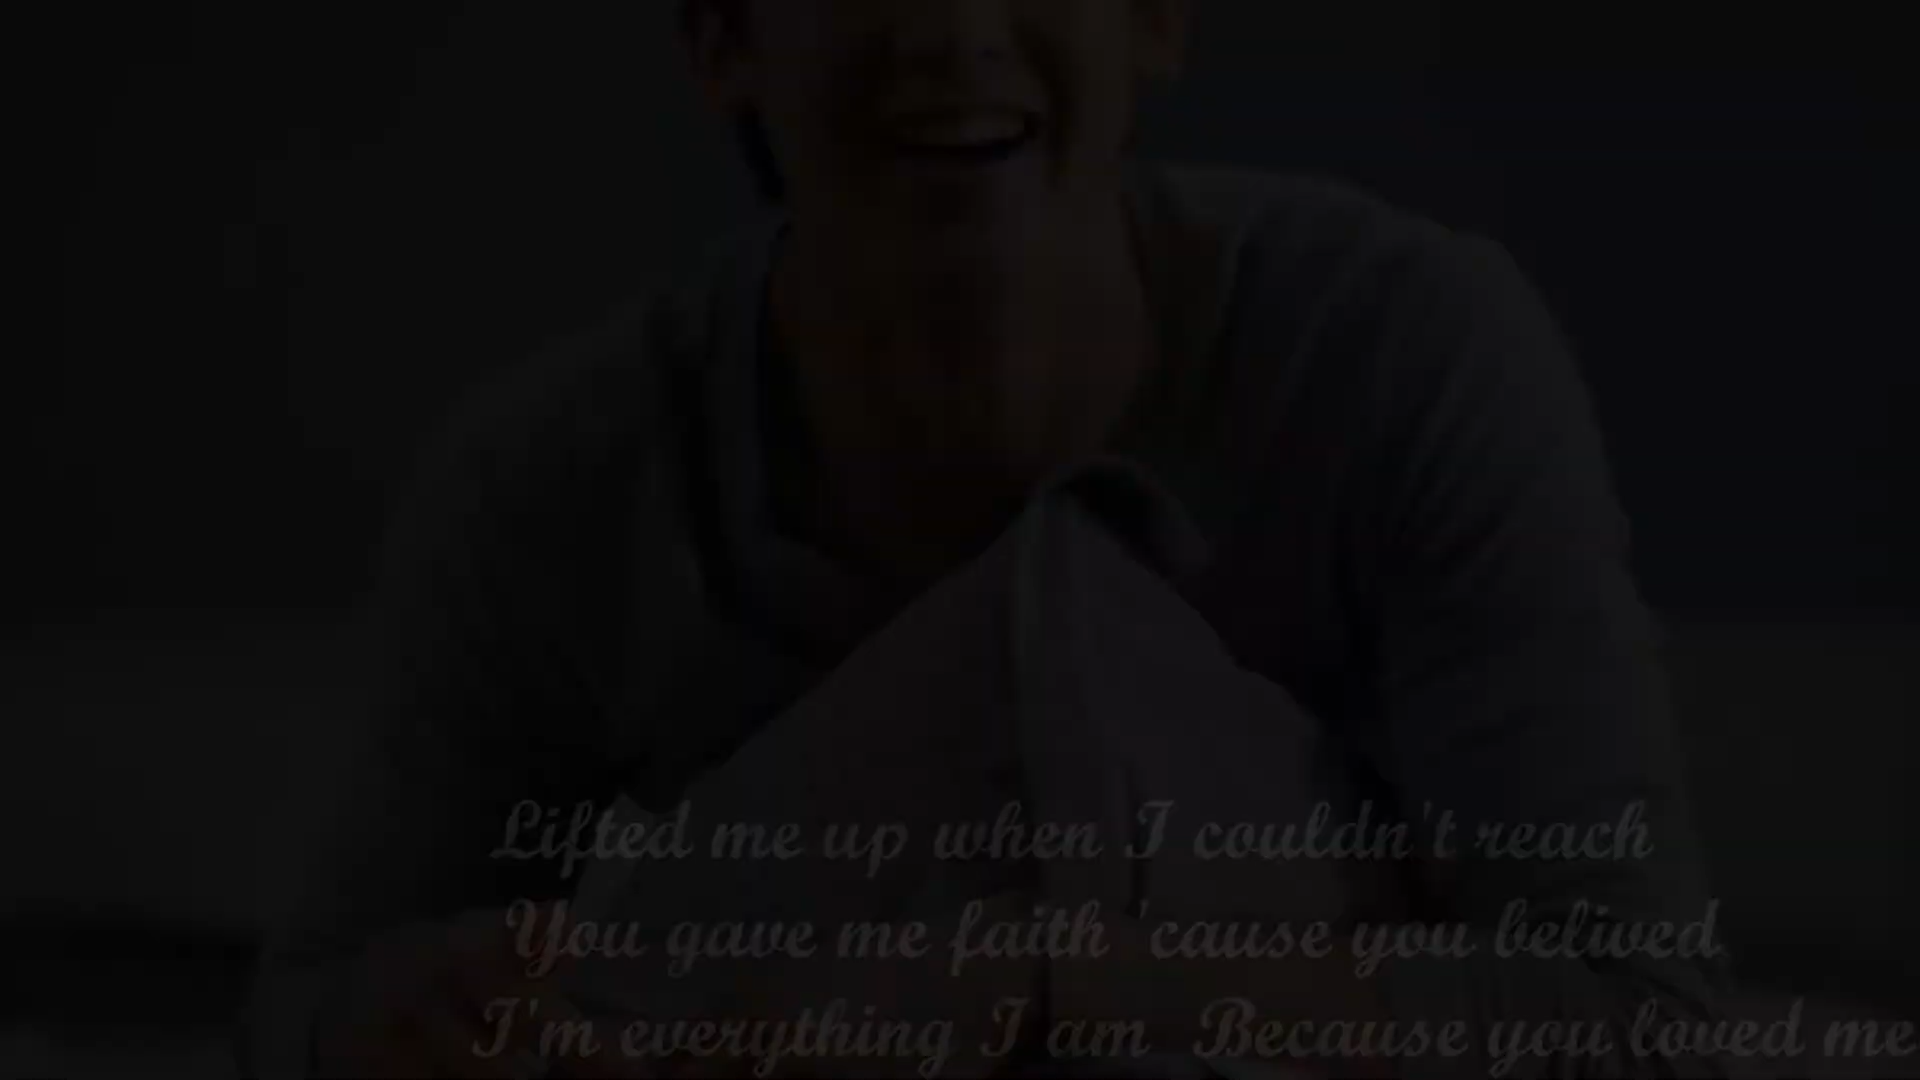 Lifted me up when I couldn't reach
You gave me faith 'cause you belived
I'm everything I am Because you loved me